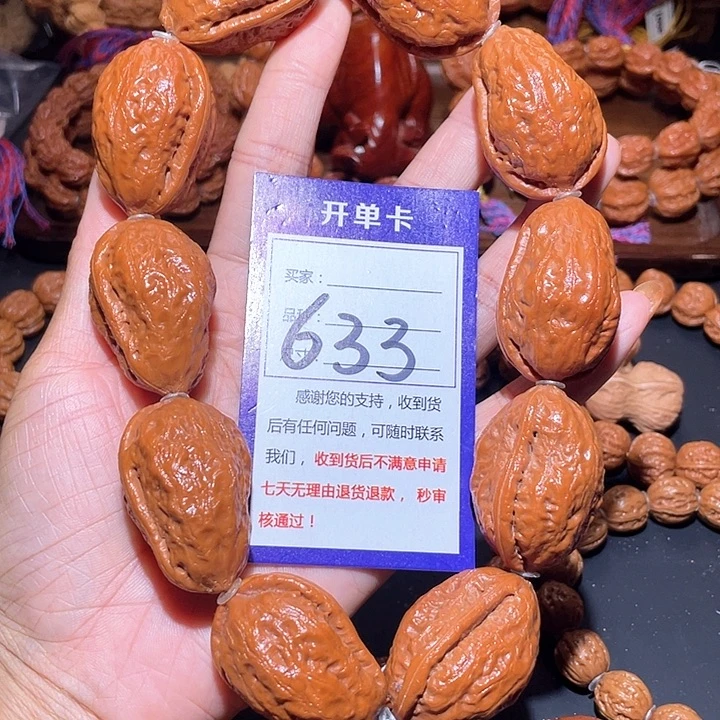 开单卡
买家：
品
633
寸
感谢您的支持，收到货
后有任何问题，可随时联系
我们，收到货后不满意申请
七天无理由退货退款，秒审
核通过！